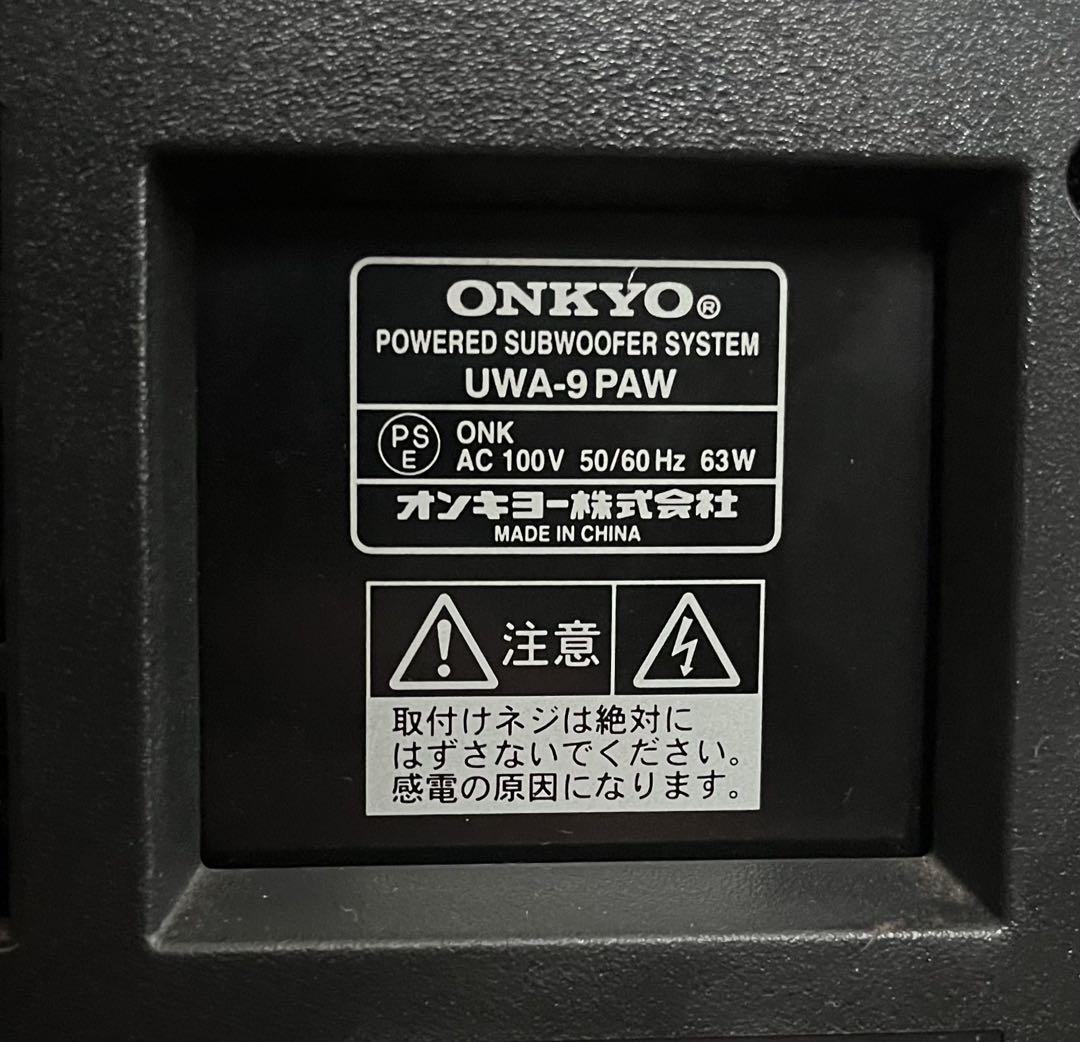 ONKYO®
POWERED SUBWOOFER SYSTEM
UWA-9 PAW
PS
E
ONK
AC 100V 50/60Hz 63W
オンキヨー株式会社
MADE IN CHINA
注意
取付けネジは絶対に
はずさないでください。
感電の原因になります。